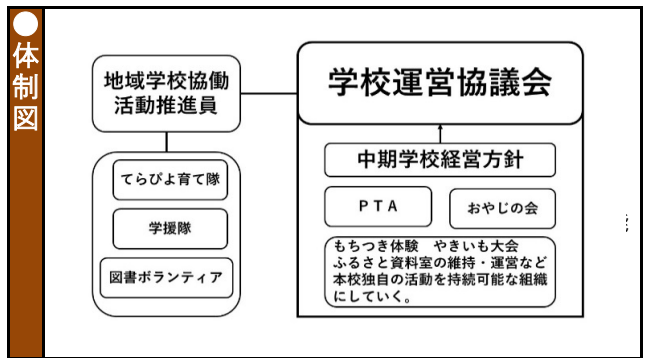 ●体制図
地域学校協働
活動推進員
てらぴよ育て隊
学援隊
図書ボランティア
学校運営協議会
中期学校経営方針
ＰＴＡ
おやじの会
もちつき体験　やきいも大会
ふるさと資料室の維持・運営など
本校独自の活動を持続可能な組織
にしていく。